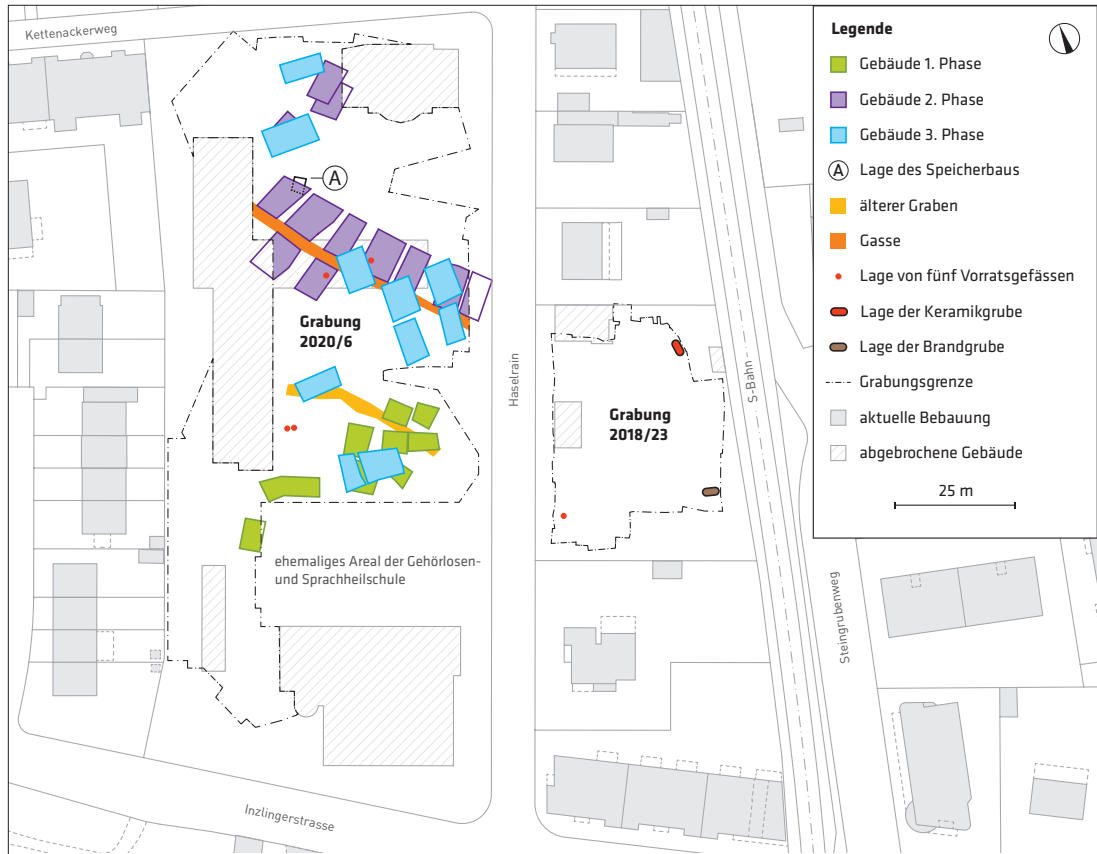 Kettenackerweg
Legende
Gebäude 1. Phase
Gebäude 2. Phase
Gebäude 3. Phase
A Lage des Speicherbaus
älterer Graben
Gasse
Lage von fünf Vorratsgefässen
Lage der Keramikgrube
Lage der Brandgrube
Grabungsgrenze
aktuelle Bebauung
abgebrochene Gebäude
25 m
A
Grabung
2020/6
Haselrain
Grabung
2018/23
S-Bahn
ehemaliges Areal der Gehörlosen-
und Sprachheilschule
Steingrubenweg
Inzlingerstrasse